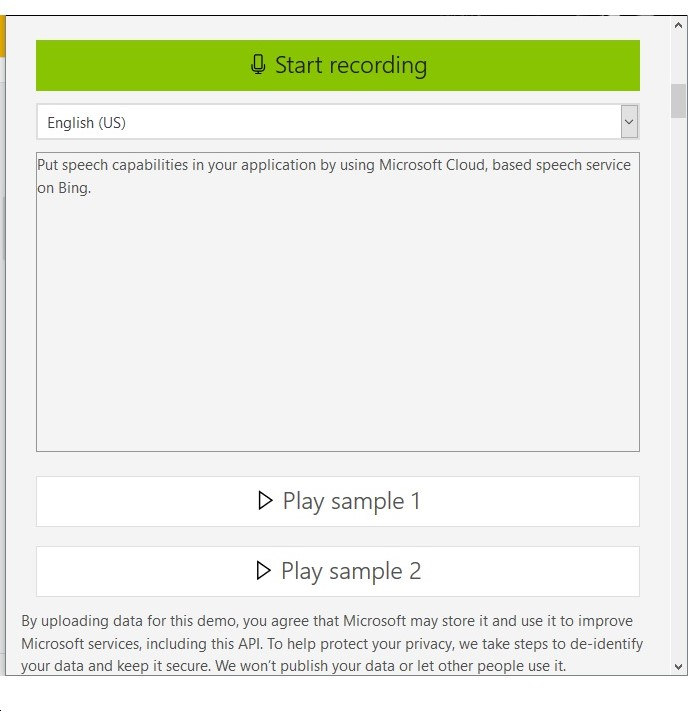 Start recording
English (US)
Put speech capabilities in your application by using Microsoft Cloud, based speech service
on Bing.
Play sample 1
Play sample 2
By uploading data for this demo, you agree that Microsoft may store it and use it to improve
Microsoft services, including this API. To help protect your privacy, we take steps to de-identify
your data and keep it secure. We won’t publish your data or let other people use it.